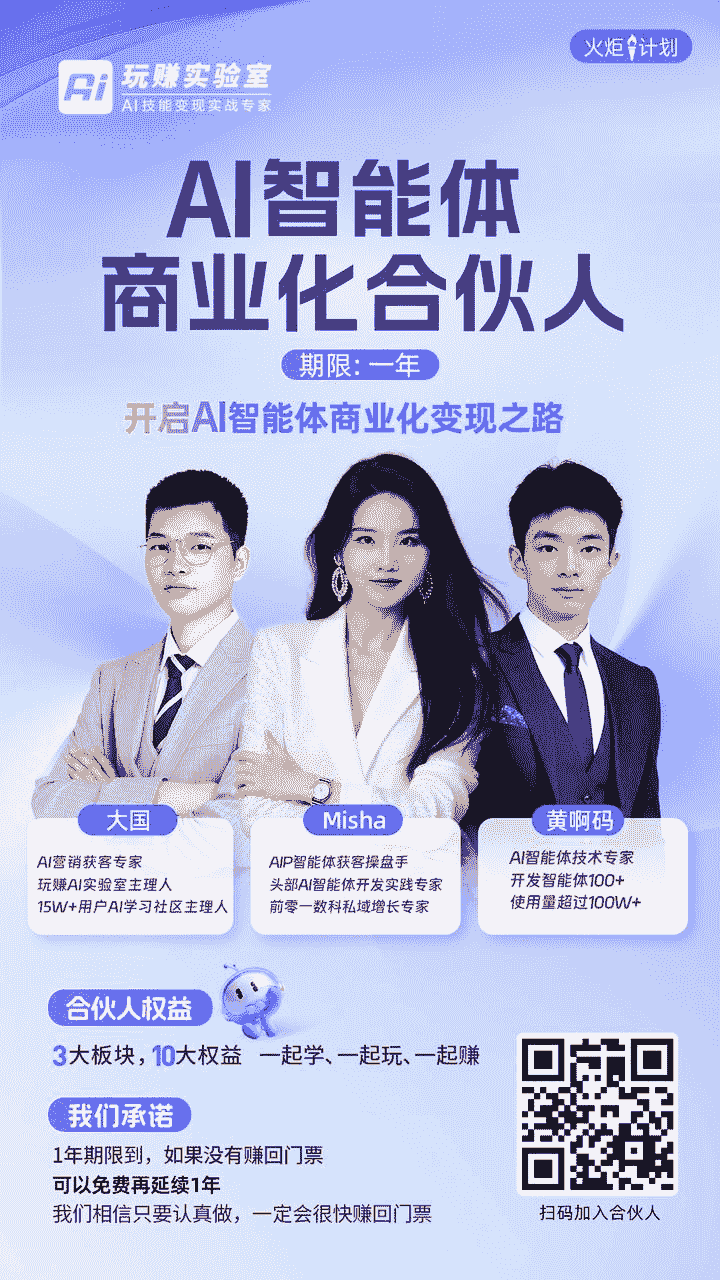 Ai 玩赚实验室
AI技能变现实战专家
火炬计划
AI智能体
商业化合伙人
期限:一年
开启AI智能体商业化变现之路
大国
AI营销获客专家
玩赚AI实验室主理人
15W+用户AI学习社区主理人
Misha
AIP智能体获客操盘手
头部AI智能体开发实践专家
前零一数科私域增长专家
黄啊码
AI智能体技术专家
开发智能体100+
使用量超过100W+
合伙人权益
3大板块，10大权益 一起学、一起玩、一起赚
我们承诺
1年期限到，如果没有赚回门票
可以免费再延续1年
我们相信只要认真做，一定会很快赚回门票
扫码加入合伙人